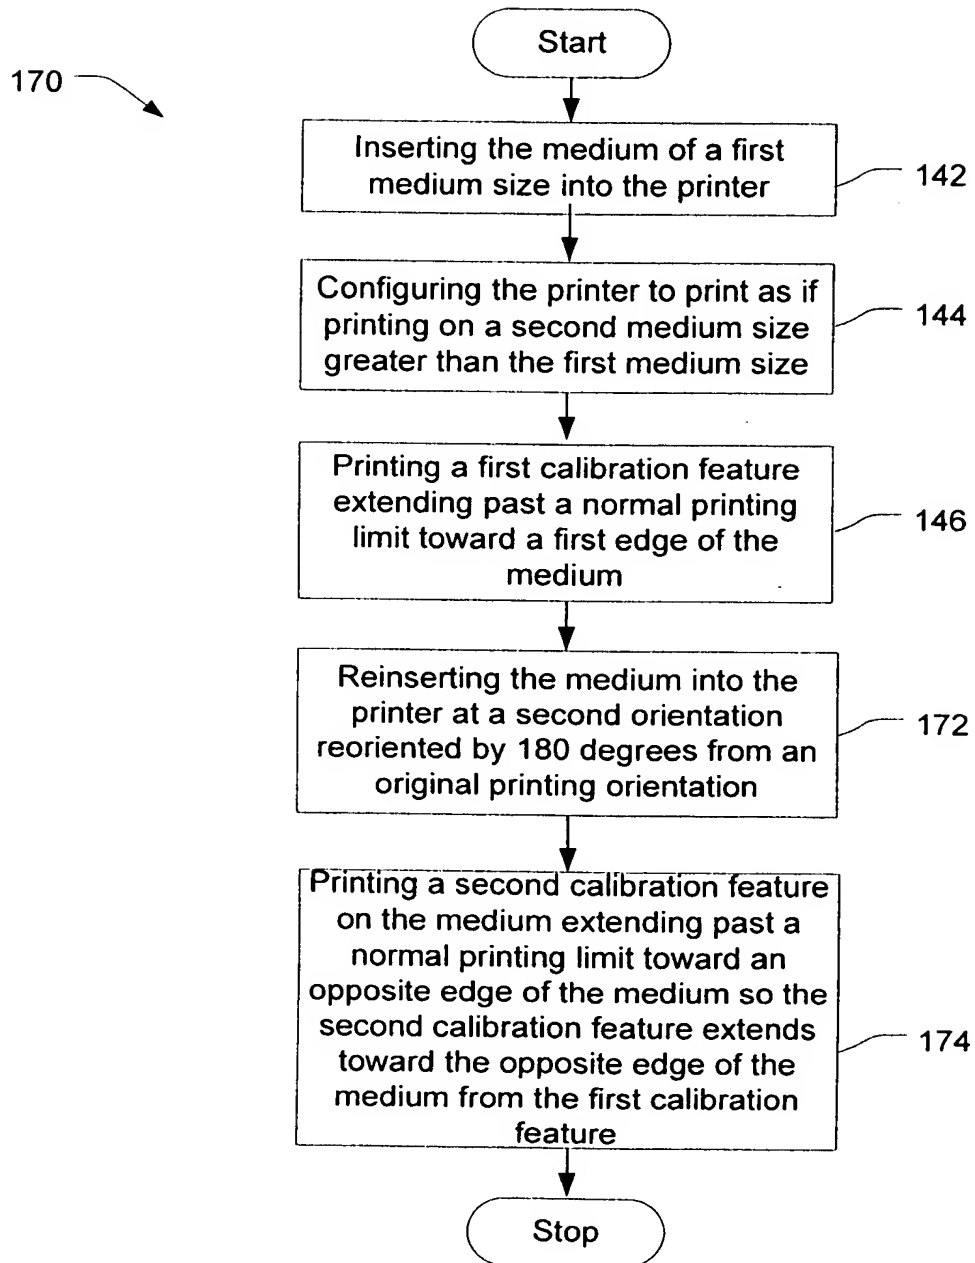 Start
170
Inserting the medium of a first
medium size into the printer
142
Configuring the printer to print as if
printing on a second medium size
greater than the first medium size
144
Printing a first calibration feature
extending past a normal printing
limit toward a first edge of the
medium
146
Reinserting the medium into the
printer at a second orientation
reoriented by 180 degrees from an
original printing orientation
172
Printing a second calibration feature
on the medium extending past a
normal printing limit toward an
opposite edge of the medium so the
second calibration feature extends
toward the opposite edge of the
medium from the first calibration
feature
174
Stop